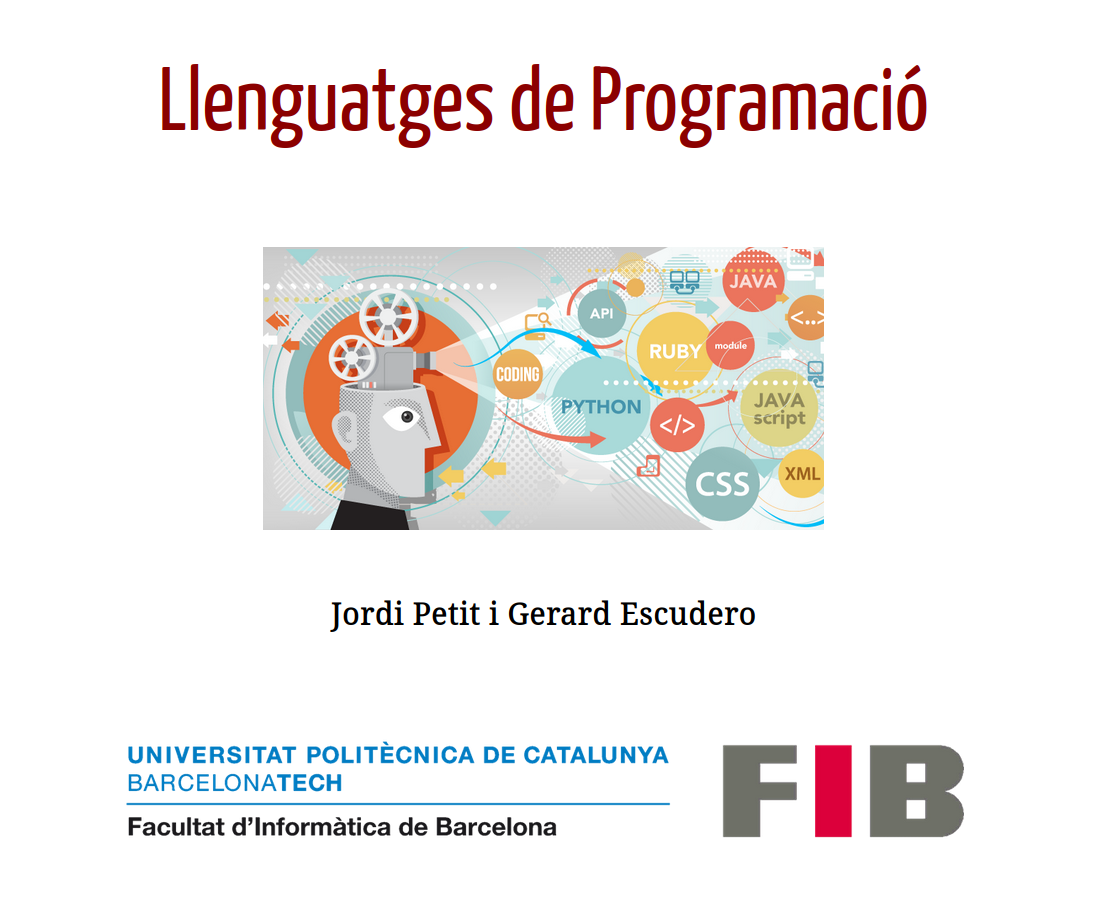 Llenguatges de Programació
JAVA
API
<..>
RUBY
module
CODING
PYTHON
JAVA
script
</>
CSS
XML
Jordi Petit i Gerard Escudero
UNIVERSITAT POLITÈCNICA DE CATALUNYA
BARCELONATECH
Facultat d'Informàtica de Barcelona
FIB